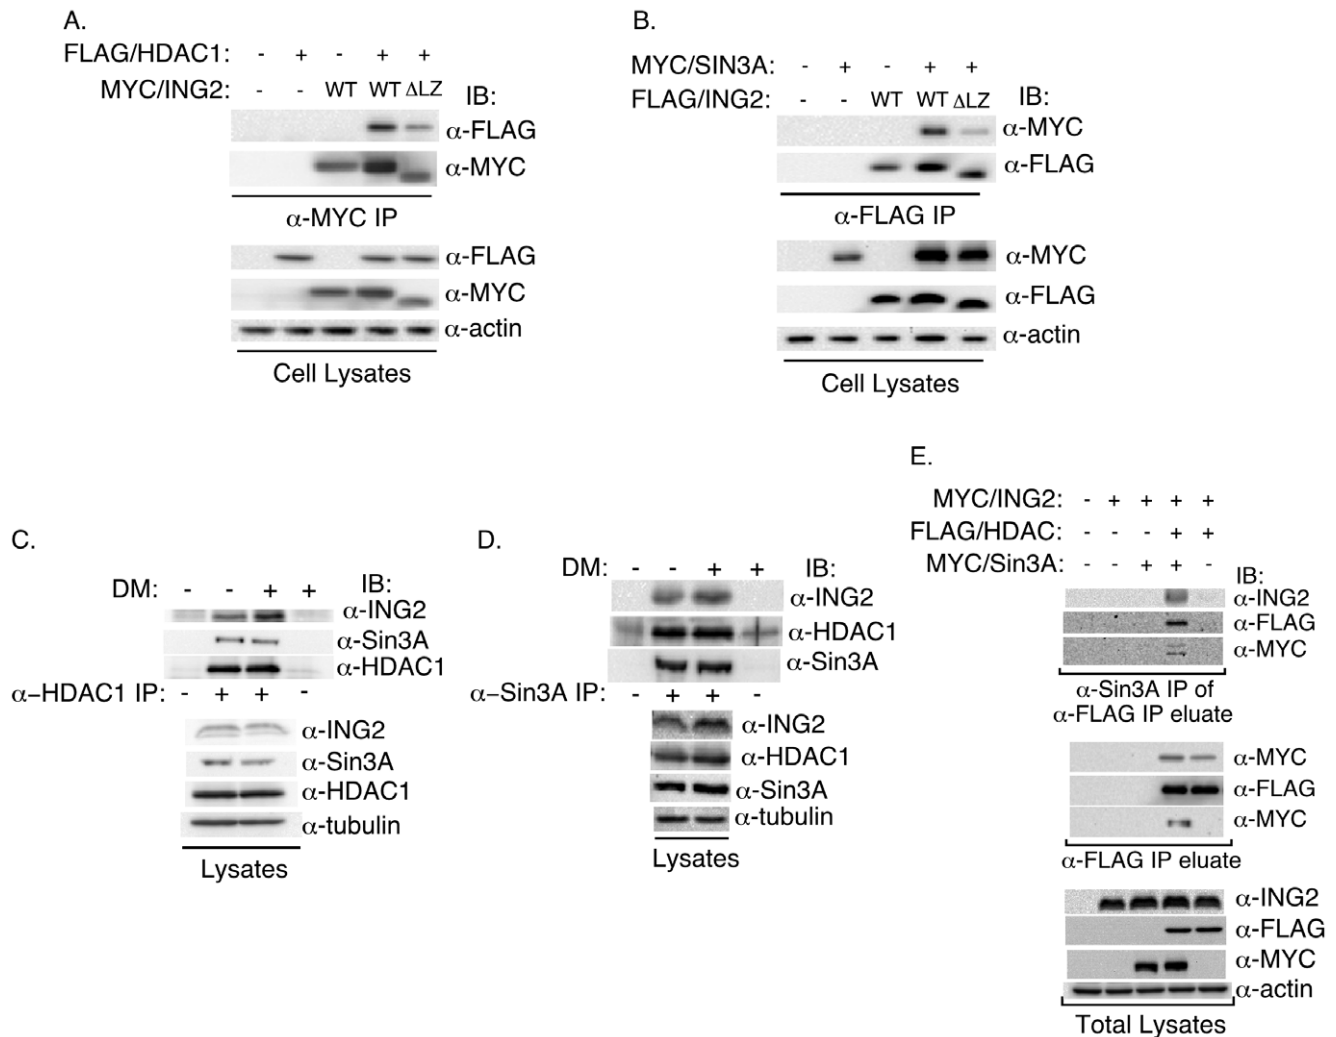 A.
FLAG/HDAC1: - + - + +
MYC/ING2: - - WT WT ΔLZ IB:
α-FLAG
α-MYC
α-MYC IP
α-FLAG
α-MYC
α-actin
Cell Lysates
B.
MYC/SIN3A: - + - + +
FLAG/ING2: - - WT WT ΔLZ IB:
α-MYC
α-FLAG
α-FLAG IP
α-MYC
α-FLAG
α-actin
Cell Lysates
C.
DM: - - + + IB:
α-ING2
α-Sin3A
α-HDAC1
α–HDAC1 IP: - + + -
α-ING2
α-Sin3A
α-HDAC1
α-tubulin
Lysates
D.
DM: - - + + IB:
α-ING2
α-HDAC1
α-Sin3A
α–Sin3A IP: - + + -
α-ING2
α-HDAC1
α-Sin3A
α-tubulin
Lysates
E.
MYC/ING2: - + + + +
FLAG/HDAC: - - - + +
MYC/Sin3A: - - + + -
IB:
α-ING2
α-FLAG
α-MYC
α-Sin3A IP of
α-FLAG IP eluate
α-MYC
α-FLAG
α-MYC
α-FLAG IP eluate
α-ING2
α-FLAG
α-MYC
α-actin
Total Lysates